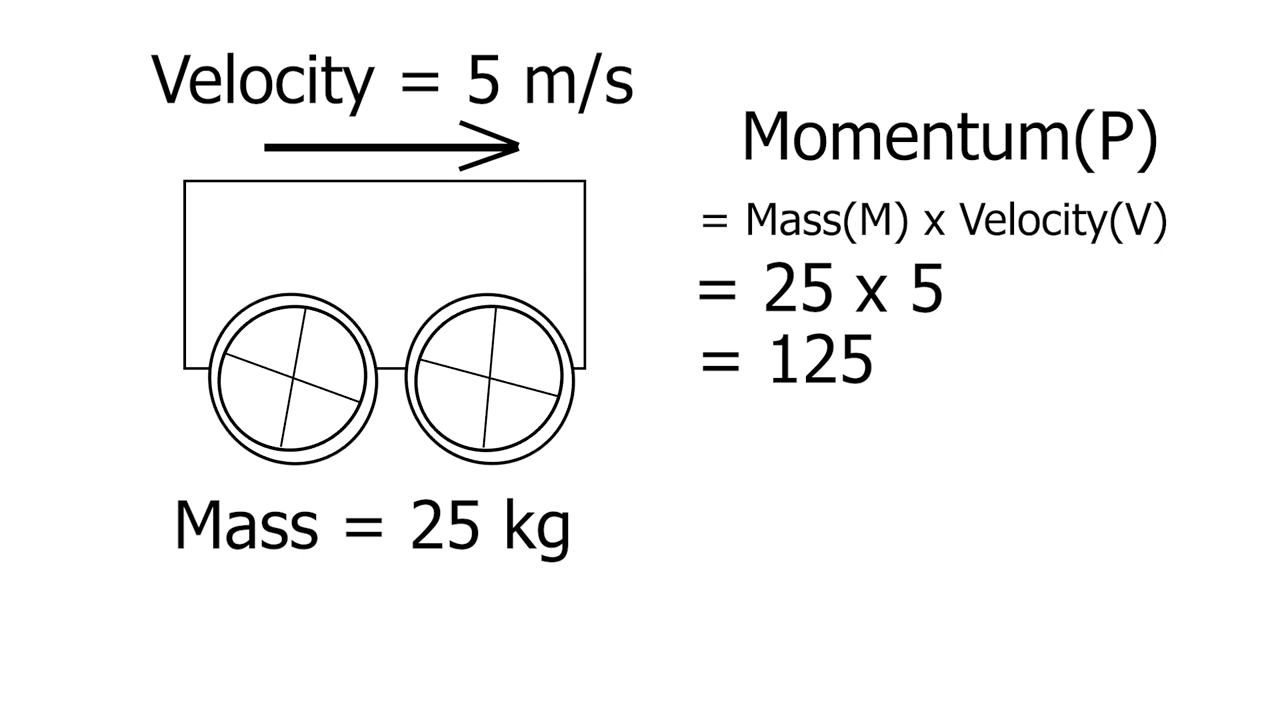 Velocity = 5 m/s
Mass = 25 kg
Momentum(P)
= Mass(M) x Velocity(V)
= 25 x 5
= 125